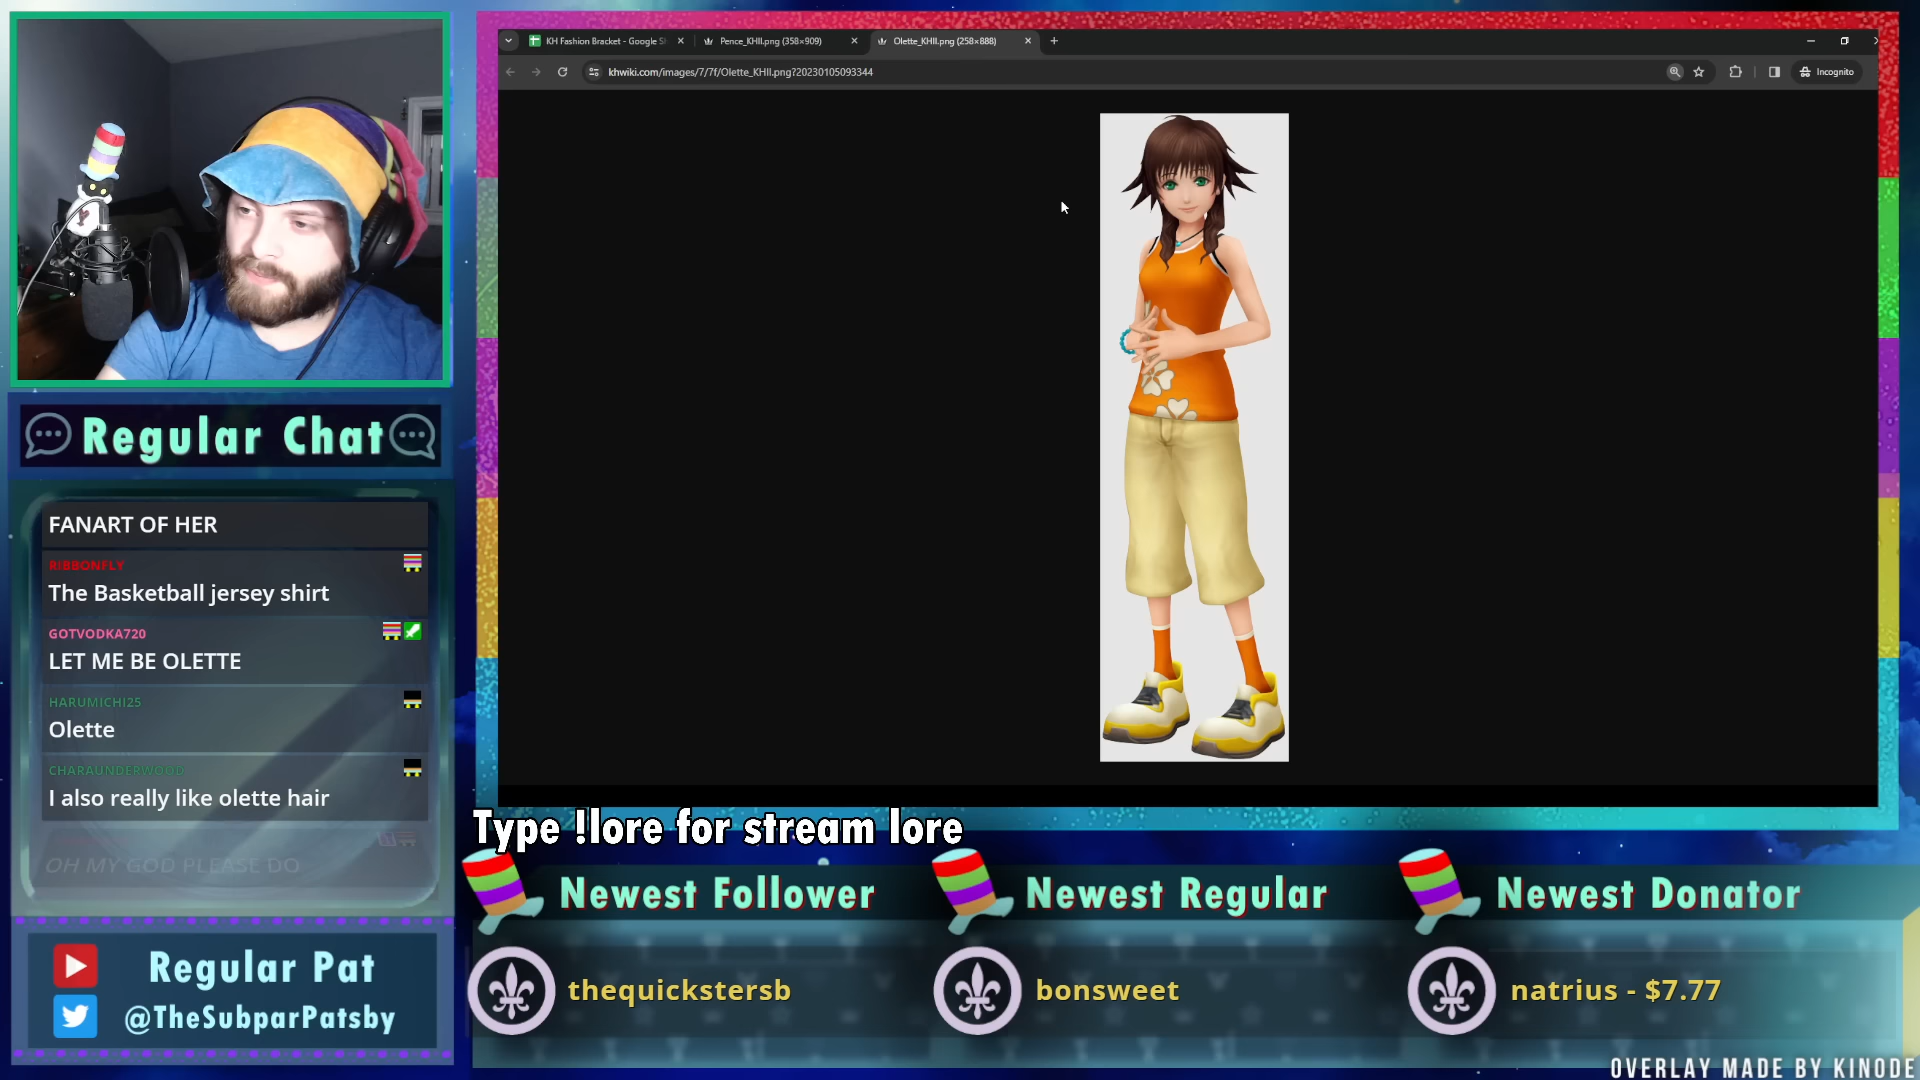 KH Fashion Bracket - Google Sh
Pence_KHII.png (358×909)
Olette_KHII.png (258×888)
khwiki.com/images/7/7f/Olette_KHII.png?20230105093344
Incognito
Regular Chat
FANART OF HER
RIBBONFLY
The Basketball jersey shirt
GOTVODKA720
LET ME BE OLETTE
HARUMICHI25
Olette
CHARAUNDERWOOD
I also really like olette hair
OH MY GOD PLEASE DO
Regular Pat
@TheSubparPatsby
Type !lore for stream lore
Newest Follower
thequickstersb
Newest Regular
bonsweet
Newest Donator
natrius - $7.77
OVERLAY MADE BY KINODE